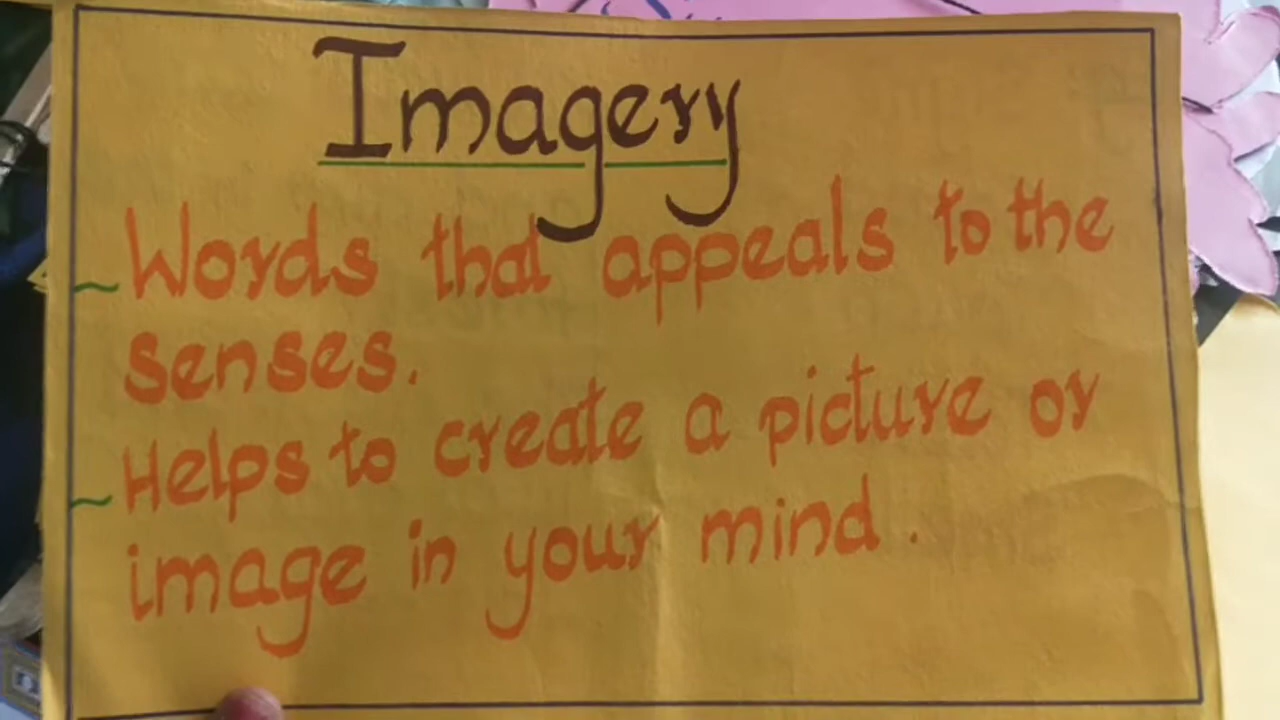 Imagery
~ Words that appeals to the
senses.
~ Helps to create a picture or
image in your mind.